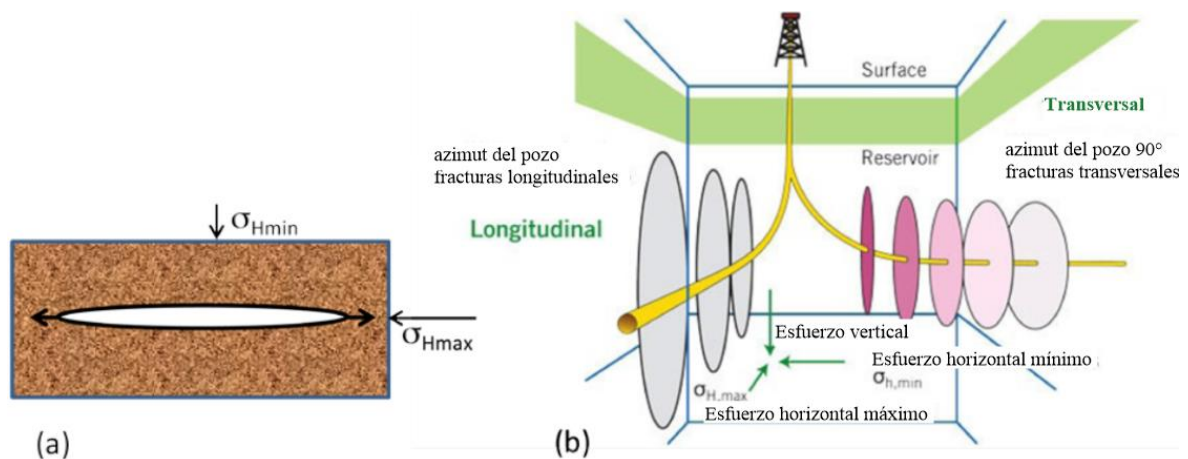 σHmin
σHmax
(a)
Surface
Transversal
Reservoir
azimut del pozo
fracturas longitudinales
azimut del pozo 90°
fracturas transversales
Longitudinal
Esfuerzo vertical
Esfuerzo horizontal mínimo
σh,min
σH.max
Esfuerzo horizontal máximo
(b)